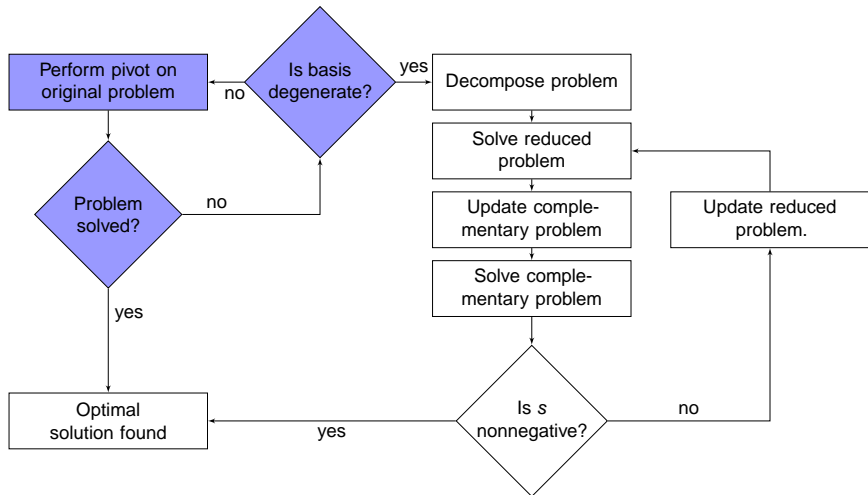 Perform pivot on
original problem
no
Is basis
degenerate?
yes
Decompose problem
Solve reduced
problem
Problem
solved?
no
Update comple-
mentary problem
Update reduced
problem.
Solve comple-
mentary problem
yes
Optimal
solution found
yes
Is s
nonnegative?
no